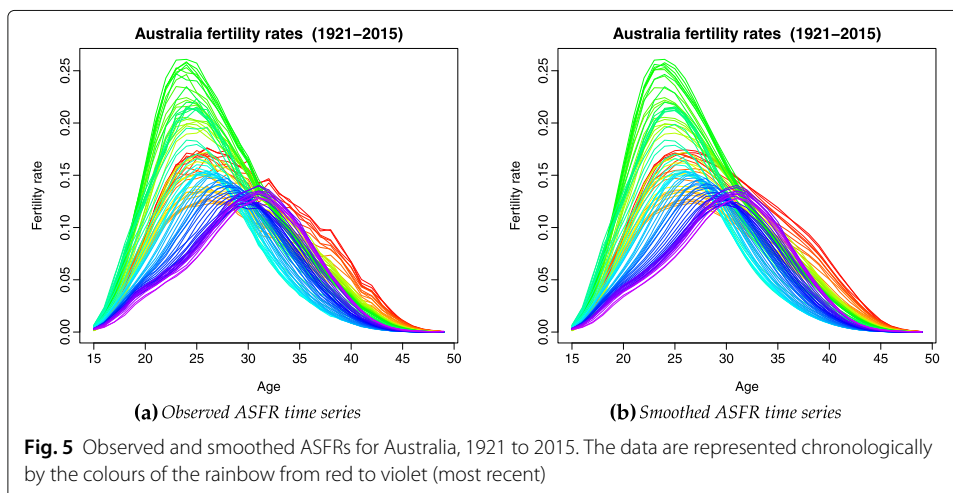 Australia fertility rates (1921−2015)
Fertility rate
0.25
0.20
0.15
0.10
0.05
0.00
15 20 25 30 35 40 45 50
Age
(a) Observed ASFR time series
Australia fertility rates (1921−2015)
Fertility rate
0.25
0.20
0.15
0.10
0.05
0.00
15 20 25 30 35 40 45 50
Age
(b) Smoothed ASFR time series
Fig. 5 Observed and smoothed ASFRs for Australia, 1921 to 2015. The data are represented chronologically
by the colours of the rainbow from red to violet (most recent)